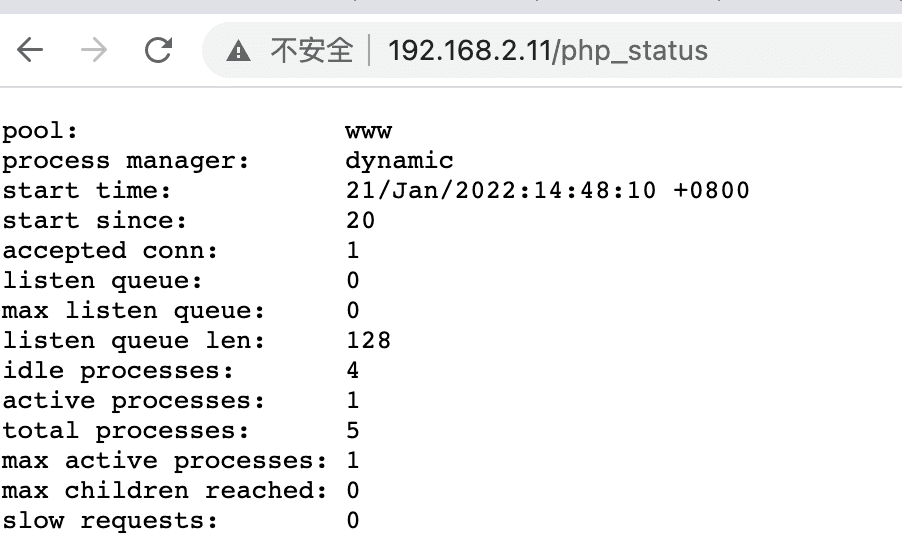 不安全 | 192.168.2.11/php_status
pool: www
process manager: dynamic
start time: 21/Jan/2022:14:48:10 +0800
start since: 20
accepted conn: 1
listen queue: 0
max listen queue: 0
listen queue len: 128
idle processes: 4
active processes: 1
total processes: 5
max active processes: 1
max children reached: 0
slow requests: 0